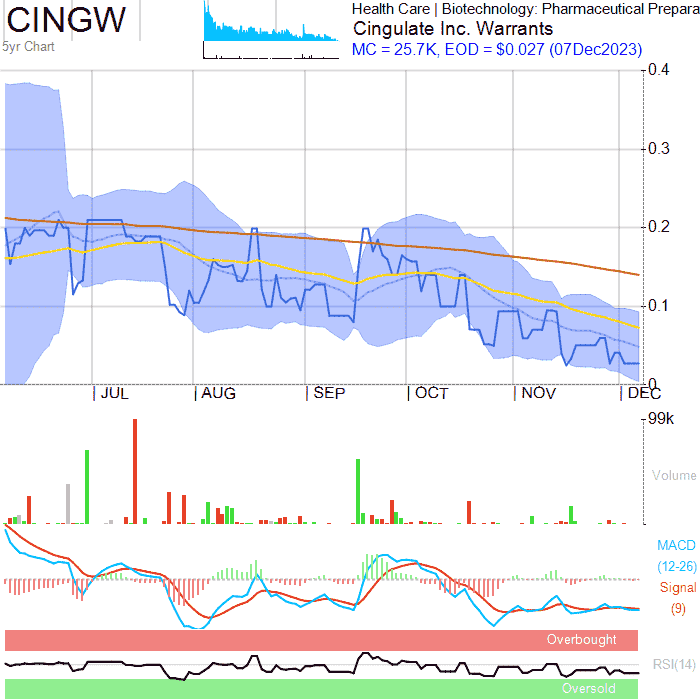 CINGW
5yr Chart
Health Care | Biotechnology: Pharmaceutical Prepara
Cingulate Inc. Warrants
MC = 25.7K, EOD = $0.027 (07Dec2023)
0.4
0.3
0.2
0.1
0
JUL AUG SEP OCT NOV DEC
99k
Volume
MACD
(12-26)
Signal
(9)
Overbought
RSI(14)
Oversold